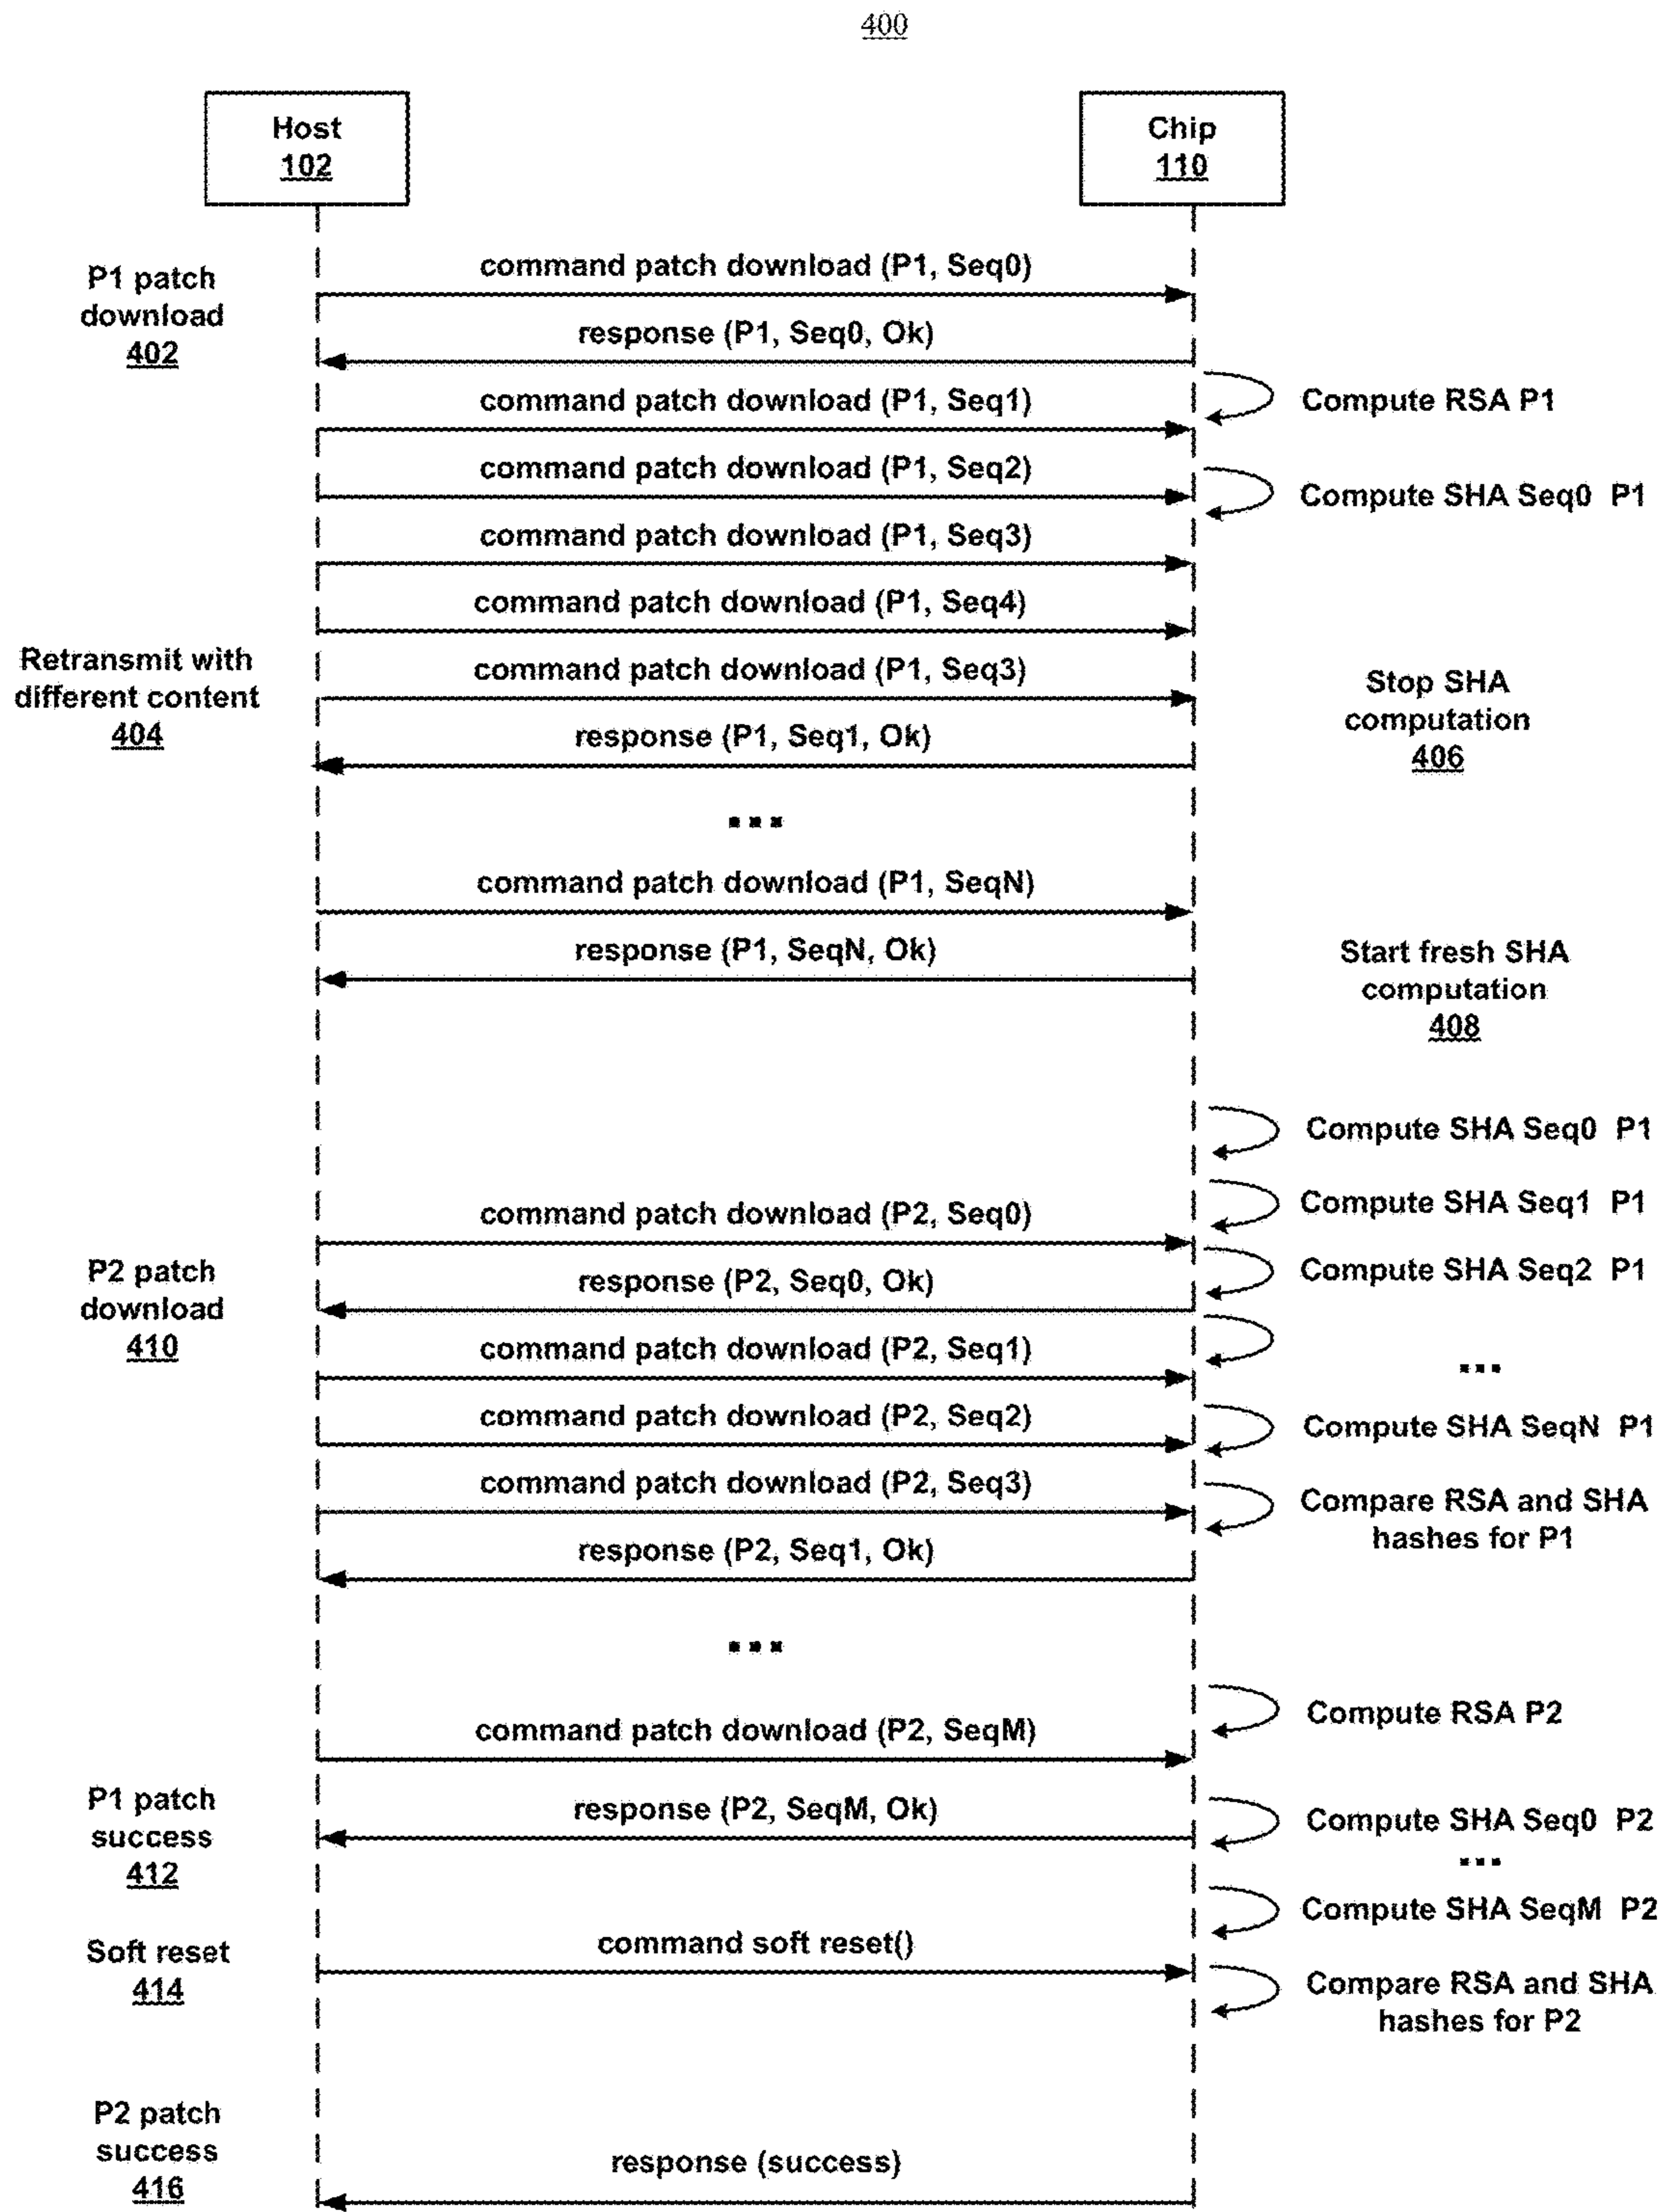 400
Host
102
Chip
110
P1 patch
download
402
command patch download (P1, Seq0)
response (P1, Seq0, Ok)
command patch download (P1, Seq1)
Compute RSA P1
command patch download (P1, Seq2)
Compute SHA Seq0 P1
command patch download (P1, Seq3)
command patch download (P1, Seq4)
Retransmit with
different content
404
command patch download (P1, Seq3)
Stop SHA
computation
406
response (P1, Seq1, Ok)
...
command patch download (P1, SeqN)
response (P1, SeqN, Ok)
Start fresh SHA
computation
408
Compute SHA Seq0 P1
Compute SHA Seq1 P1
command patch download (P2, Seq0)
P2 patch
download
410
response (P2, Seq0, Ok)
Compute SHA Seq2 P1
command patch download (P2, Seq1)
...
command patch download (P2, Seq2)
Compute SHA SeqN P1
command patch download (P2, Seq3)
Compare RSA and SHA
hashes for P1
response (P2, Seq1, Ok)
...
Compute RSA P2
command patch download (P2, SeqM)
P1 patch
success
412
response (P2, SeqM, Ok)
Compute SHA Seq0 P2
...
Compute SHA SeqM P2
Soft reset
414
command soft reset()
Compare RSA and SHA
hashes for P2
P2 patch
success
416
response (success)